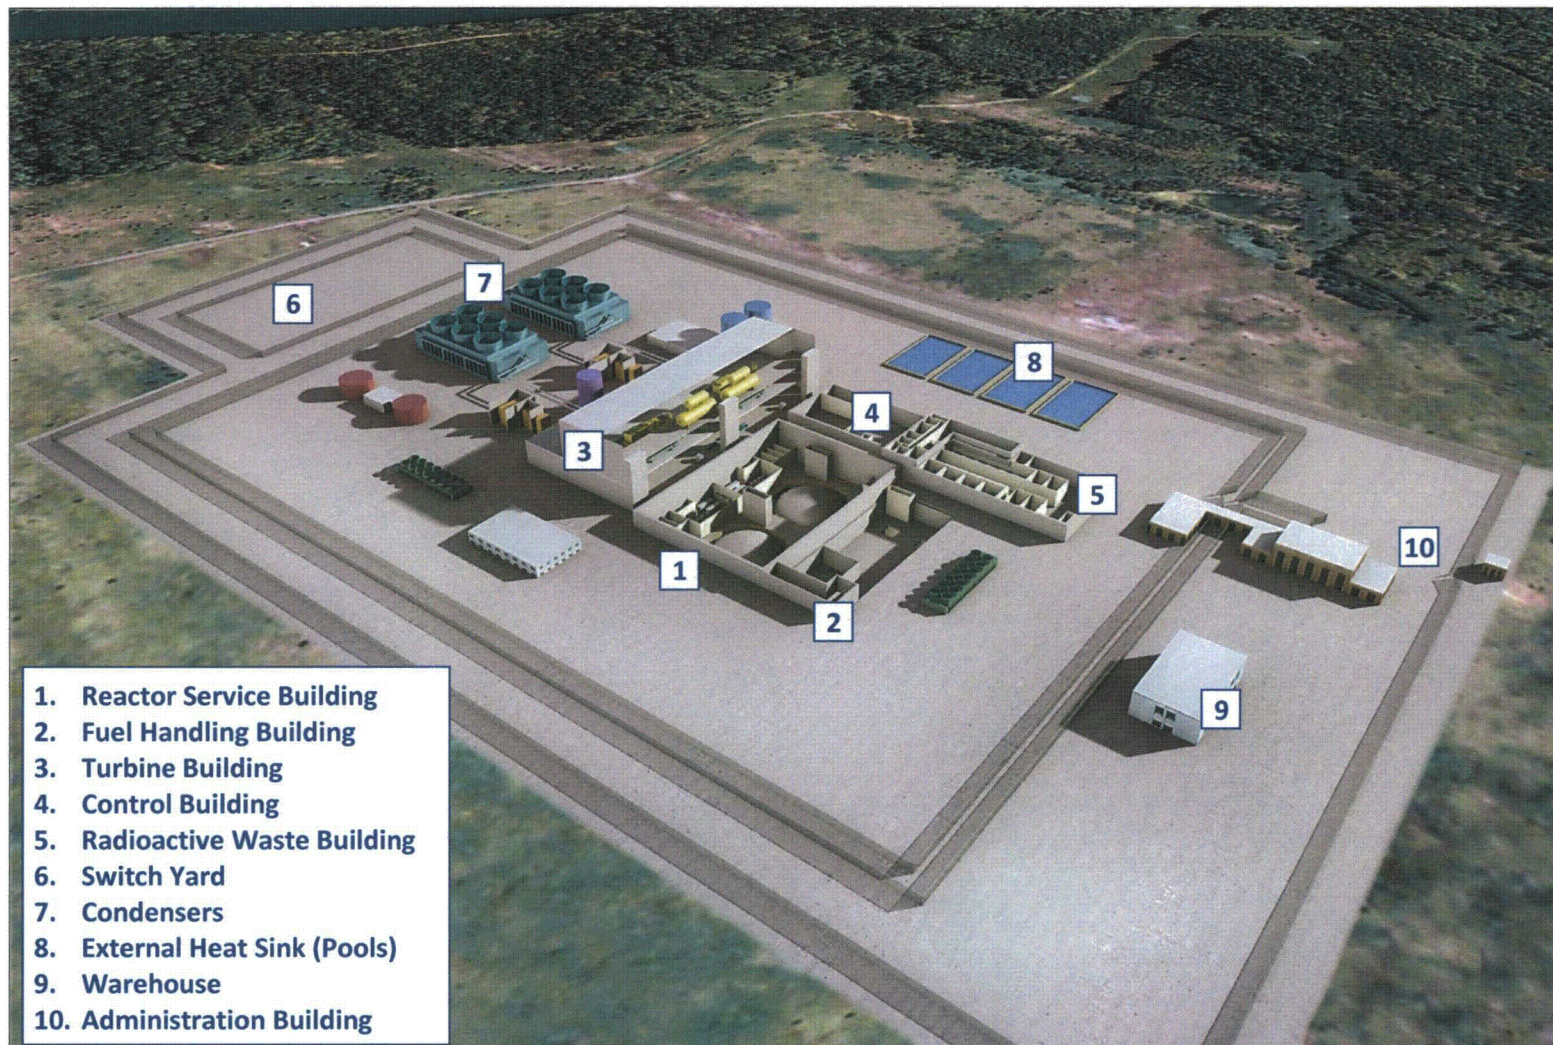 6
7
8
4
3
5
10
1
2
9
1. Reactor Service Building
2. Fuel Handling Building
3. Turbine Building
4. Control Building
5. Radioactive Waste Building
6. Switch Yard
7. Condensers
8. External Heat Sink (Pools)
9. Warehouse
10. Administration Building